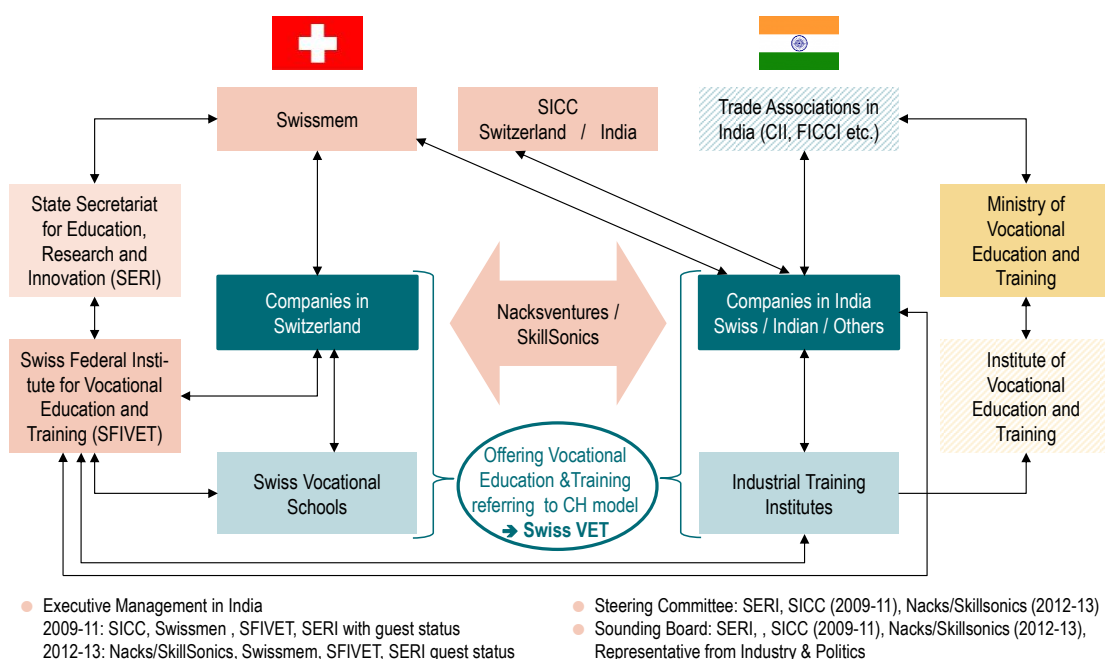 Swissmem
SICC
Switzerland / India
Trade Associations in
India (CII, FICCI etc.)
State Secretariat
for Education,
Research and
Innovation (SERI)
Ministry of
Vocational
Education and
Training
Companies in
Switzerland
Nacksventures /
SkillSonics
Companies in India
Swiss / Indian / Others
Swiss Federal Insti-
tute for Vocational
Education and
Training (SFIVET)
Institute of
Vocational
Education and
Training
Swiss Vocational
Schools
Offering Vocational
Education &Training
referring to CH model
➔ Swiss VET
Industrial Training
Institutes
Executive Management in India
2009-11: SICC, Swissmen , SFIVET, SERI with guest status
2012-13: Nacks/SkillSonics, Swissmem, SFIVET, SERI guest status
Steering Committee: SERI, SICC (2009-11), Nacks/Skillsonics (2012-13)
Sounding Board: SERI, , SICC (2009-11), Nacks/Skillsonics (2012-13),
Representative from Industry & Politics